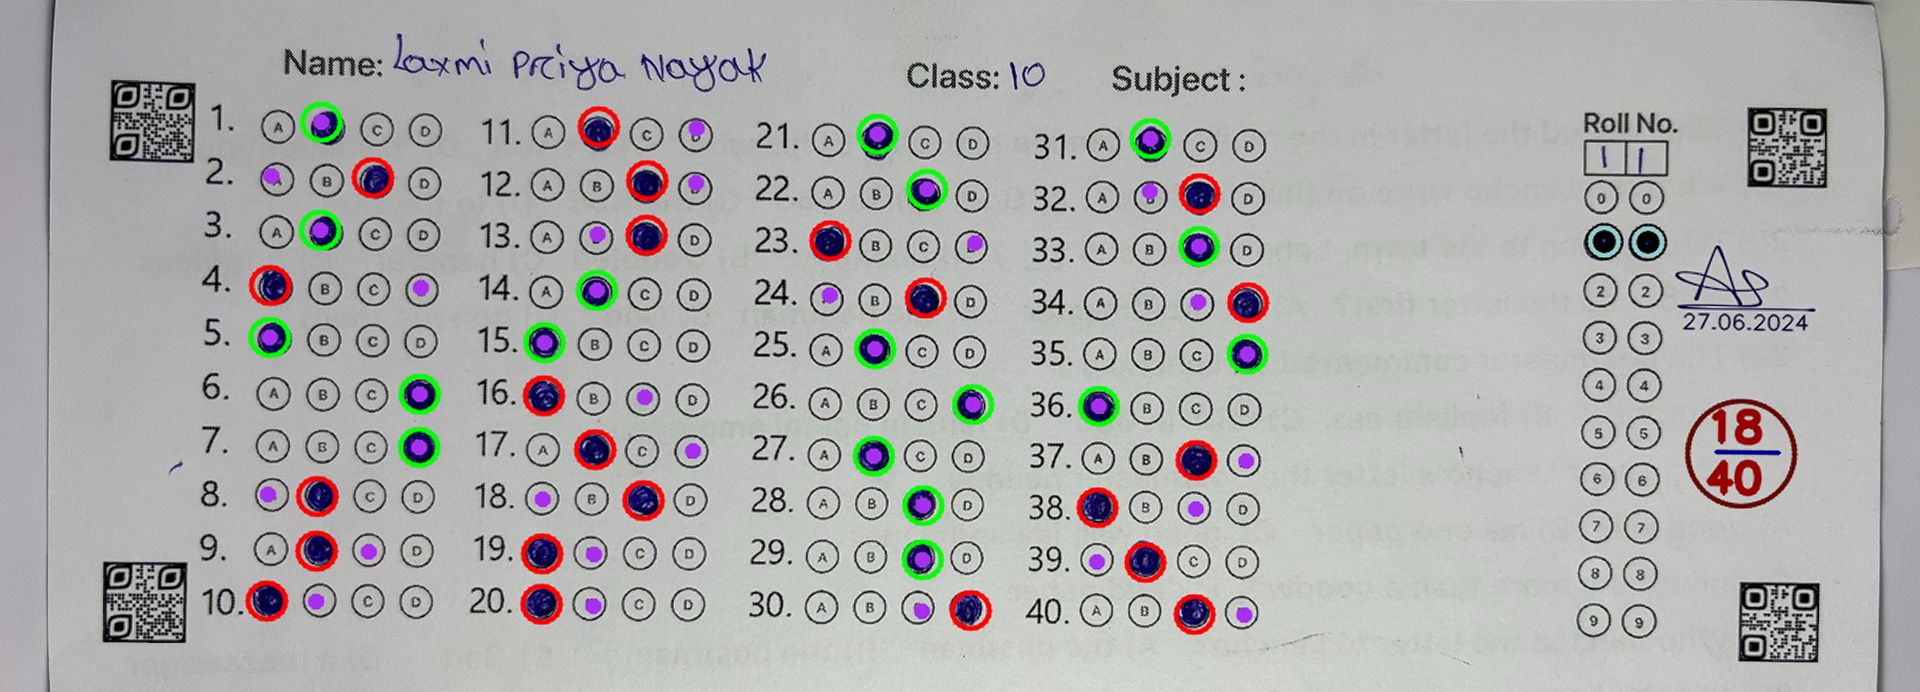 Name: Laxmi Priya Nayak Class: 10 Subject :
1. A C D 11. A C 21. A C D 31. A C D Roll No.
2. B D 12. A B 22. A B D 32. A D 1 1
3. A C D 13. A D 23. B C 33. A B D 0 0
4. B C 14. A C D 24. B D 34. A B 2 2
5. B C D 15. B C D 25. A C D 35. A B C 3 3
27.06.2024
6. A B C 16. B D 26. A B C 36. B C D 4 4
7. A B C 17. A C 27. A C D 37. A B 5 5
18
40
8. C D 18. B D 28. A B D 38. B D 6 6
9. A D 19. C D 29. A B D 39. C D 7 7
10. C D 20. C D 30. A B 40. A B 8 8
9 9